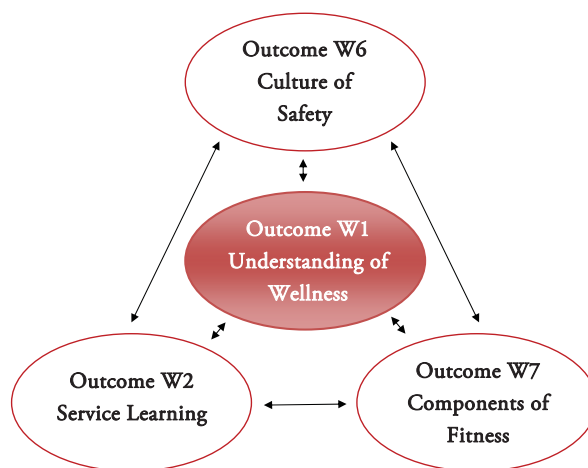 Outcome W6
Culture of
Safety
Outcome W1
Understanding of
Wellness
Outcome W2
Service Learning
Outcome W7
Components of
Fitness